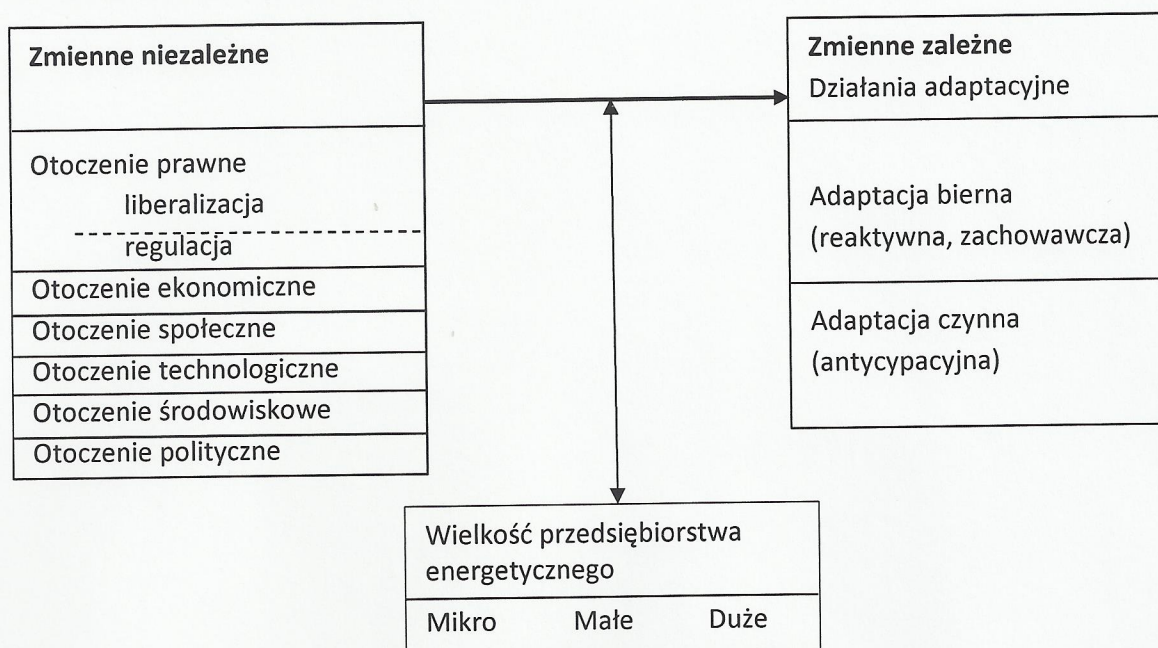 Zmienne niezależne
Otoczenie prawne
liberalizacja
regulacja
Otoczenie ekonomiczne
Otoczenie społeczne
Otoczenie technologiczne
Otoczenie środowiskowe
Otoczenie polityczne
Zmienne zależne
Działania adaptacyjne
Adaptacja bierna
(reaktywna, zachowawcza)
Adaptacja czynna
(antycypacyjna)
Wielkość przedsiębiorstwa
energetycznego
Mikro Małe Duże